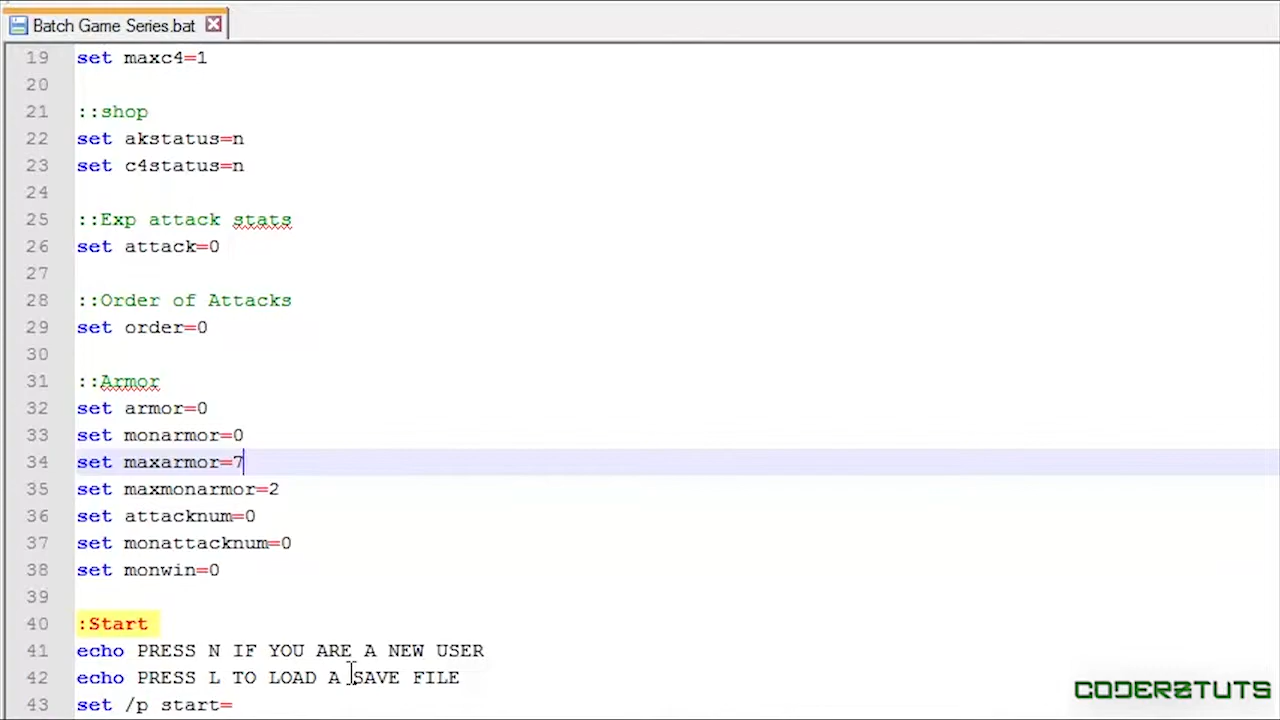 Batch Game Series.bat
19 set maxc4=1
20
21 ::shop
22 set akstatus=n
23 set c4status=n
24
25 ::Exp attack stats
26 set attack=0
27
28 ::Order of Attacks
29 set order=0
30
31 ::Armor
32 set armor=0
33 set monarmor=0
34 set maxarmor=7
35 set maxmonarmor=2
36 set attacknum=0
37 set monattacknum=0
38 set monwin=0
39
40 :Start
41 echo PRESS N IF YOU ARE A NEW USER
42 echo PRESS L TO LOAD A SAVE FILE
43 set /p start=
CODERZTUTS